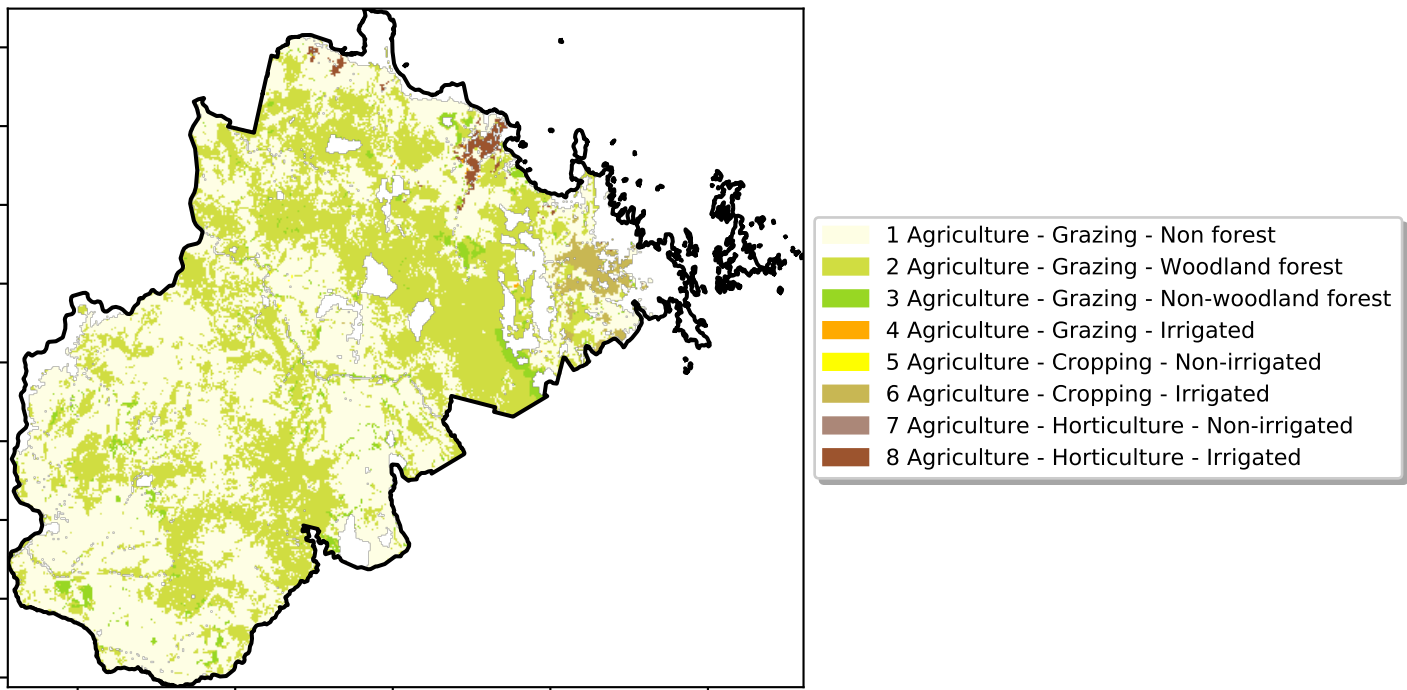 1 Agriculture - Grazing - Non forest
2 Agriculture - Grazing - Woodland forest
3 Agriculture - Grazing - Non-woodland forest
4 Agriculture - Grazing - Irrigated
5 Agriculture - Cropping - Non-irrigated
6 Agriculture - Cropping - Irrigated
7 Agriculture - Horticulture - Non-irrigated
8 Agriculture - Horticulture - Irrigated